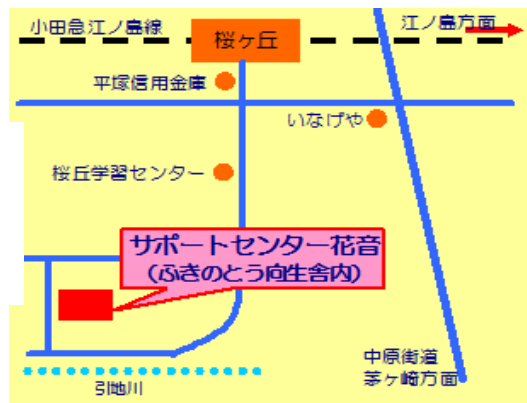 小田急江ノ島線
桜ヶ丘
江ノ島方面
平塚信用金庫
いなげや
桜丘学習センター
サポートセンター花音
(ふきのとう向生舎内)
中原街道
茅ヶ崎方面
引地川